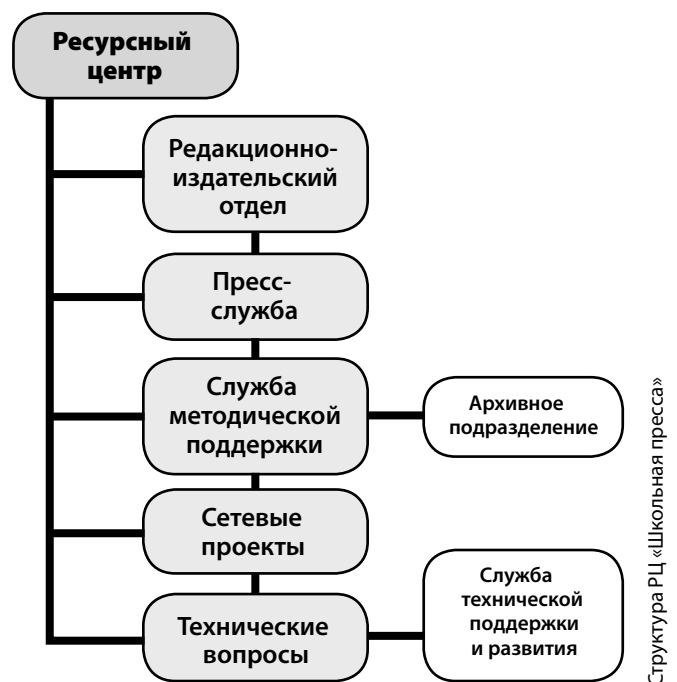 Ресурсный
центр
Редакционно-
издательский
отдел
Пресс-
служба
Служба
методической
поддержки
Архивное
подразделение
Сетевые
проекты
Технические
вопросы
Служба
технической
поддержки
и развития
Структура РЦ «Школьная пресса»